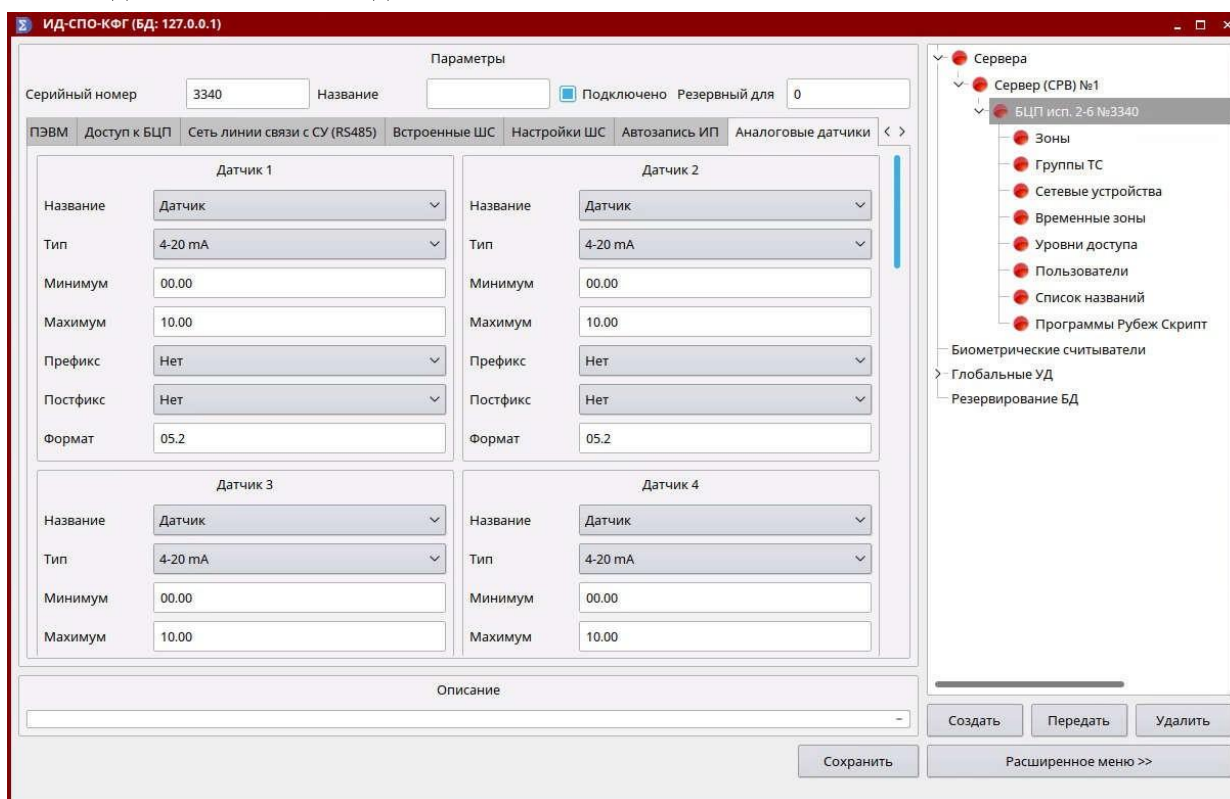 ИД-СПО-КФГ (БД: 127.0.0.1)
Параметры
Серийный номер 3340 Название Подключено Резервный для 0
ПЭВМ Доступ к БЦП Сеть линии связи с СУ (RS485) Встроенные ШС Настройки ШС Автозапись ИП Аналоговые датчики < >
Датчик 1 Датчик 2
Название Датчик Название Датчик
Тип 4-20 mA Тип 4-20 mA
Минимум 00.00 Минимум 00.00
Махимум 10.00 Махимум 10.00
Префикс Нет Префикс Нет
Постфикс Нет Постфикс Нет
Формат 05.2 Формат 05.2
Датчик 3 Датчик 4
Название Датчик Название Датчик
Тип 4-20 mA Тип 4-20 mA
Минимум 00.00 Минимум 00.00
Махимум 10.00 Махимум 10.00
Описание
Сохранить
Сервера
Сервер (СРВ) №1
БЦП исп. 2-6 №3340
Зоны
Группы ТС
Сетевые устройства
Временные зоны
Уровни доступа
Пользователи
Список названий
Программы Рубеж Скрипт
Биометрические считыватели
Глобальные УД
Резервирование БД
Создать Передать Удалить
Расширенное меню >>